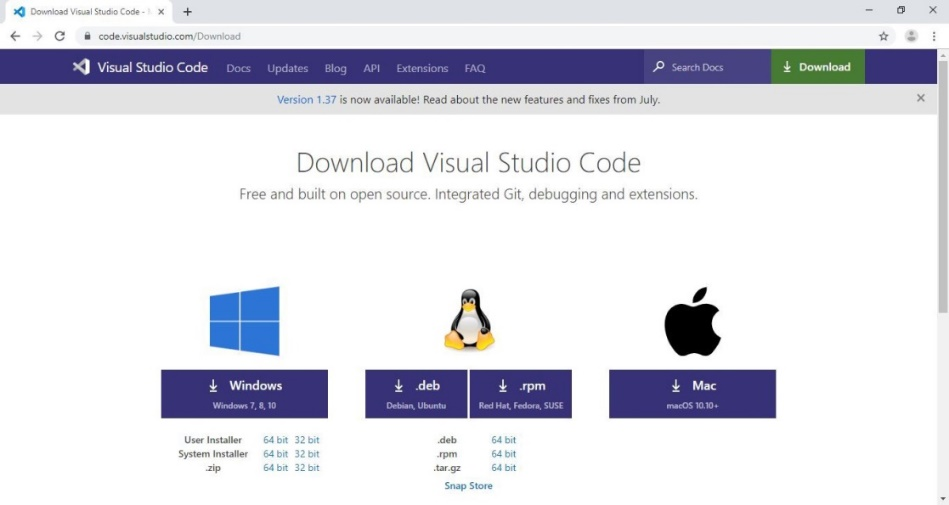 Download Visual Studio Code -
code.visualstudio.com/Download
Visual Studio Code Docs Updates Blog API Extensions FAQ Search Docs Download
Version 1.37 is now available! Read about the new features and fixes from July.
Download Visual Studio Code
Free and built on open source. Integrated Git, debugging and extensions.
Windows .deb .rpm Mac
Windows 7, 8, 10 Debian, Ubuntu Red Hat, Fedora, SUSE macOS 10.10+
User Installer 64 bit 32 bit .deb 64 bit
System Installer 64 bit 32 bit .rpm 64 bit
.zip 64 bit 32 bit .tar.gz 64 bit
Snap Store